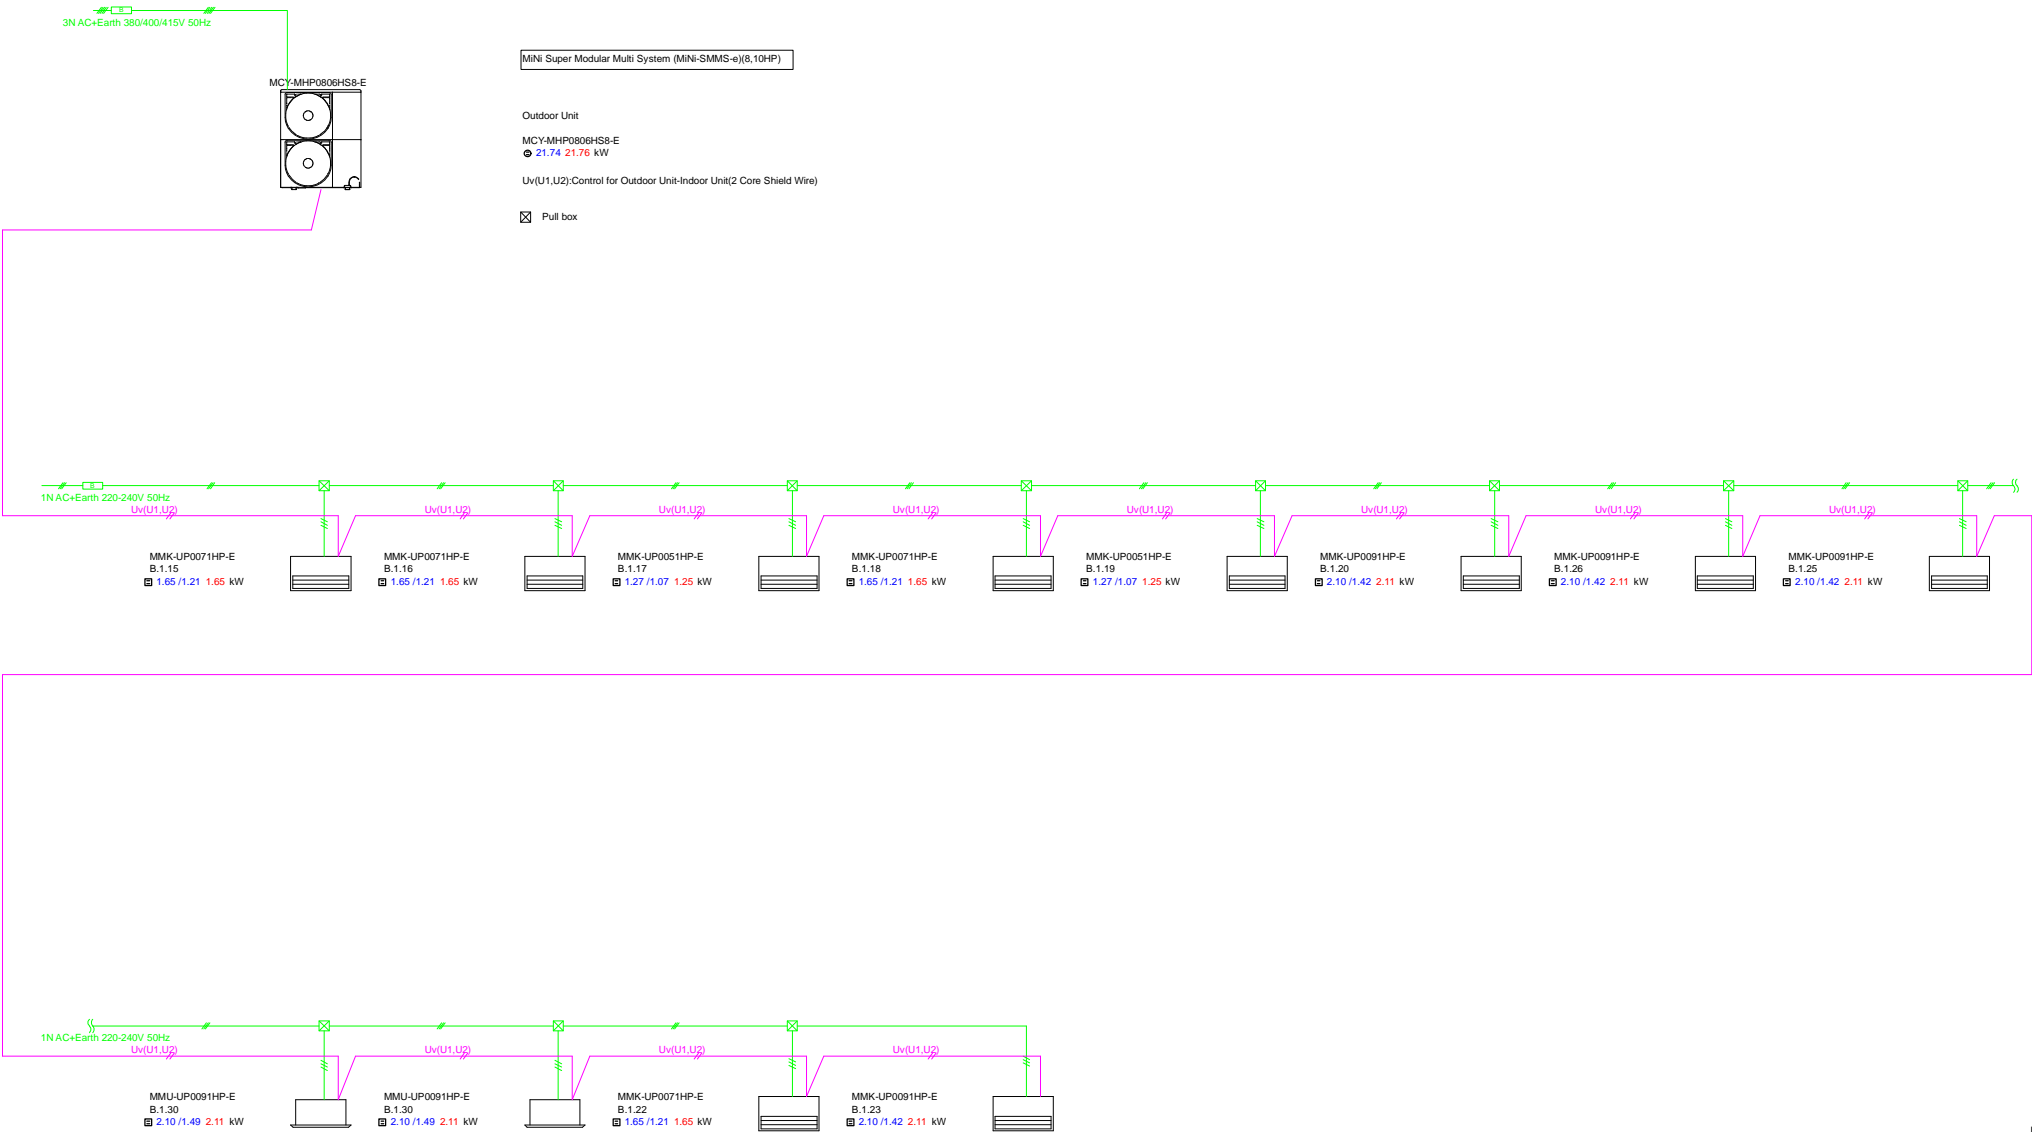 3N AC+Earth 380/400/415V 50Hz
MCY-MHP0806HS8-E
MiNi Super Modular Multi System (MiNi-SMMS-e)(8,10HP)
Outdoor Unit
MCY-MHP0806HS8-E
21.74 21.76 kW
Uv(U1,U2):Control for Outdoor Unit-Indoor Unit(2 Core Shield Wire)
Pull box
1N AC+Earth 220-240V 50Hz
Uv(U1,U2)
Uv(U1,U2)
Uv(U1,U2)
Uv(U1,U2)
Uv(U1,U2)
Uv(U1,U2)
Uv(U1,U2)
Uv(U1,U2)
MMK-UP0071HP-E
B.1.15
1.65 /1.21 1.65 kW
MMK-UP0071HP-E
B.1.16
1.65 /1.21 1.65 kW
MMK-UP0051HP-E
B.1.17
1.27 /1.07 1.25 kW
MMK-UP0071HP-E
B.1.18
1.65 /1.21 1.65 kW
MMK-UP0051HP-E
B.1.19
1.27 /1.07 1.25 kW
MMK-UP0091HP-E
B.1.20
2.10 /1.42 2.11 kW
MMK-UP0091HP-E
B.1.26
2.10 /1.42 2.11 kW
MMK-UP0091HP-E
B.1.25
2.10 /1.42 2.11 kW
1N AC+Earth 220-240V 50Hz
Uv(U1,U2)
Uv(U1,U2)
Uv(U1,U2)
Uv(U1,U2)
MMU-UP0091HP-E
B.1.30
2.10 /1.49 2.11 kW
MMU-UP0091HP-E
B.1.30
2.10 /1.49 2.11 kW
MMK-UP0071HP-E
B.1.22
1.65 /1.21 1.65 kW
MMK-UP0091HP-E
B.1.23
2.10 /1.42 2.11 kW